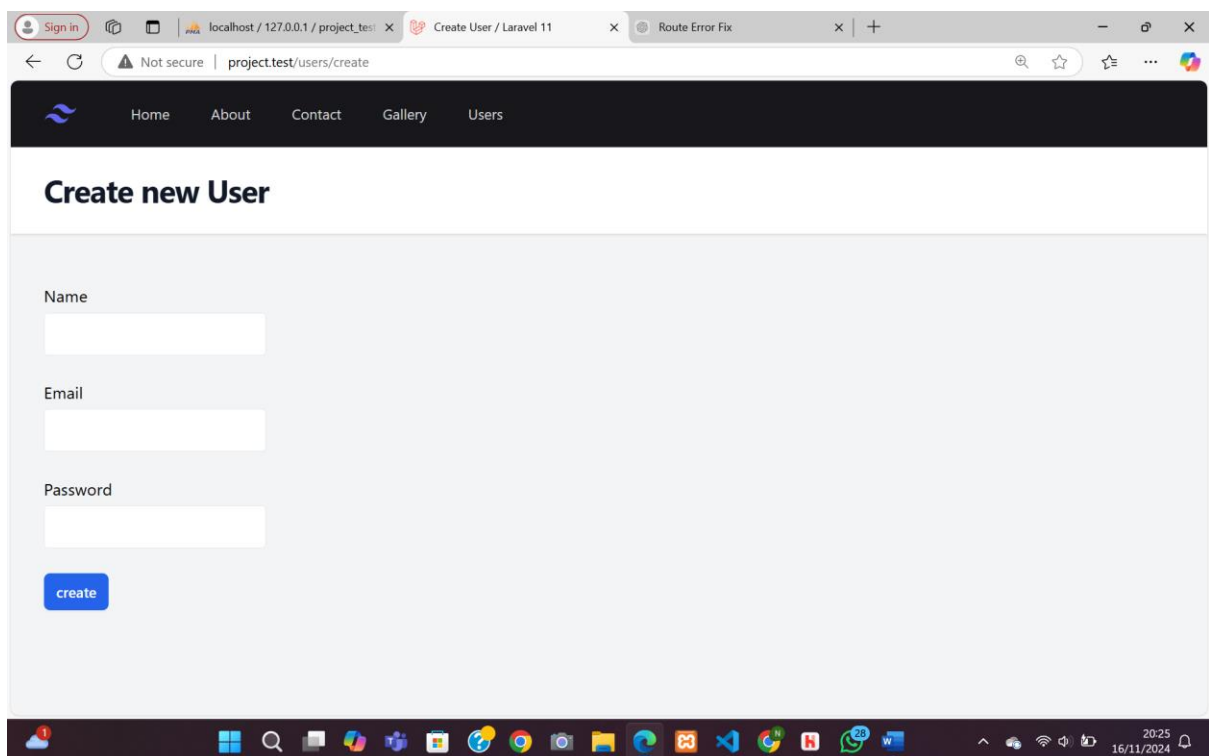 Sign in localhost / 127.0.0.1 / project_tes Create User / Laravel 11 Route Error Fix
Not secure project.test/users/create
Home About Contact Gallery Users
Create new User
Name
Email
Password
create
28
20:25
16/11/2024